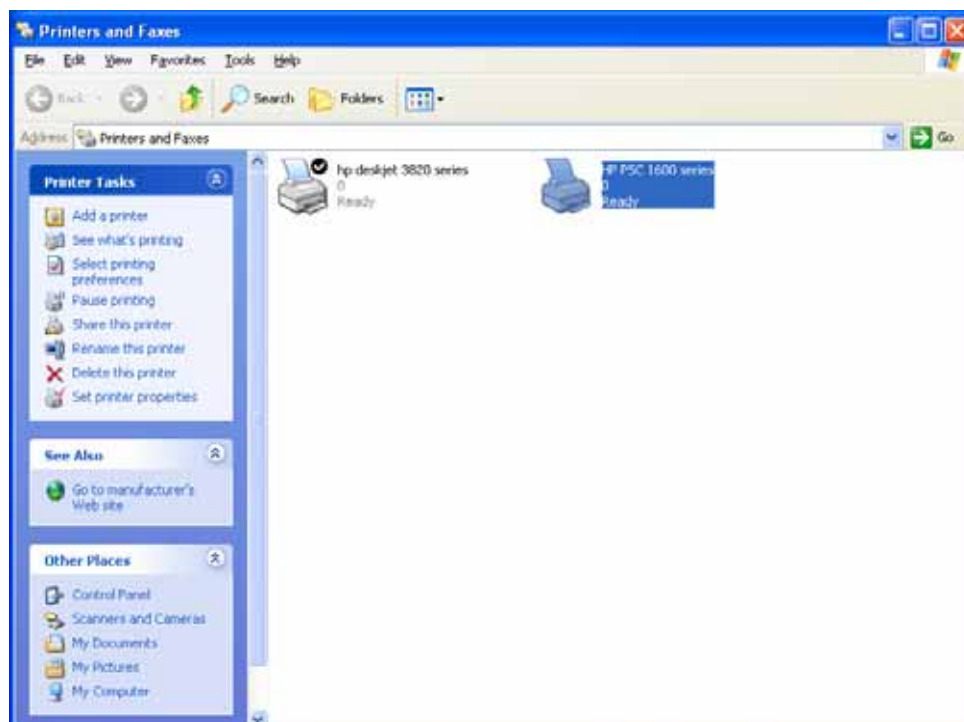 Printers and Faxes
File Edit View Favorites Tools Help
Back Search Folders
Address Printers and Faxes Go
Printer Tasks
Add a printer
See what's printing
Select printing
preferences
Pause printing
Share this printer
Rename this printer
Delete this printer
Set printer properties
See Also
Go to manufacturer's
Web site
Other Places
Control Panel
Scanners and Cameras
My Documents
My Pictures
My Computer
hp deskjet 3820 series
0
Ready
HP PSC 1600 series
0
Ready